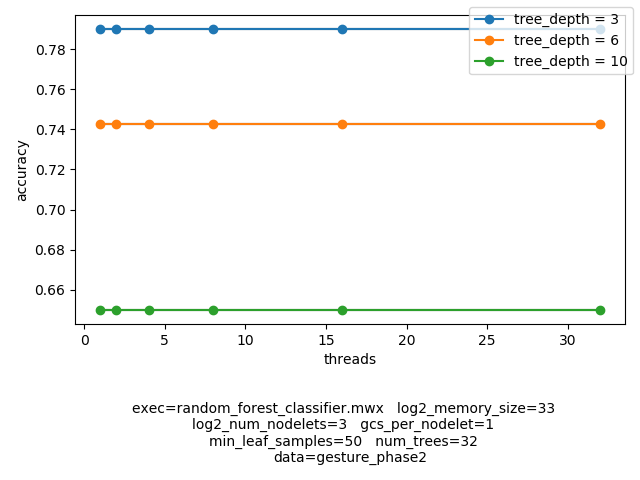 tree_depth = 3
tree_depth = 6
tree_depth = 10
0.78
0.76
0.74
0.72
0.70
0.68
0.66
accuracy
0 5 10 15 20 25 30
threads
exec=random_forest_classifier.mwx log2_memory_size=33
log2_num_nodelets=3 gcs_per_nodelet=1
min_leaf_samples=50 num_trees=32
data=gesture_phase2